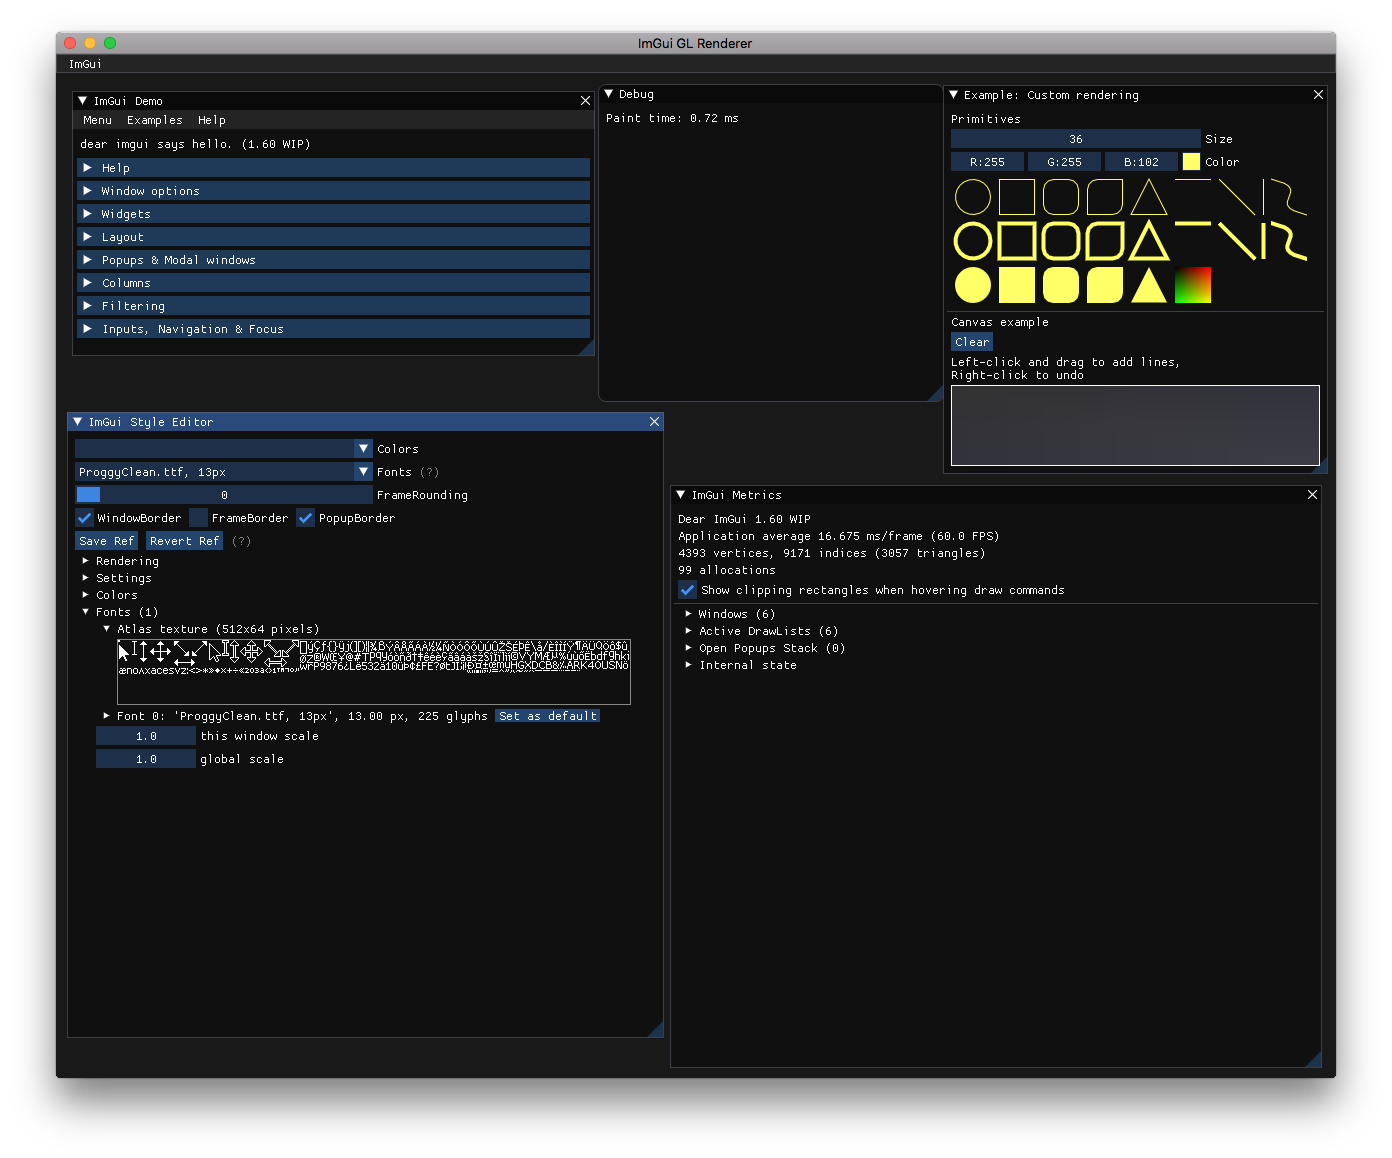 ImGui GL Renderer
ImGui
ImGui Demo
Menu Examples Help
dear imgui says hello. (1.60 WIP)
Help
Window options
Widgets
Layout
Popups & Modal windows
Columns
Filtering
Inputs, Navigation & Focus
Debug
Paint time: 0.72 ms
Example: Custom rendering
Primitives
36 Size
R:255 G:255 B:102 Color
Canvas example
Clear
Left-click and drag to add lines,
Right-click to undo
ImGui Style Editor
Colors
ProggyClean.ttf, 13px Fonts (?)
0 FrameRounding
WindowBorder FrameBorder PopupBorder
Save Ref Revert Ref (?)
Rendering
Settings
Colors
Fonts (1)
Atlas texture (512x64 pixels)
Font 0: 'ProggyClean.ttf, 13px', 13.00 px, 225 glyphs Set as default
1.0 this window scale
1.0 global scale
ImGui Metrics
Dear ImGui 1.60 WIP
Application average 16.675 ms/frame (60.0 FPS)
4393 vertices, 9171 indices (3057 triangles)
99 allocations
Show clipping rectangles when hovering draw commands
Windows (6)
Active DrawLists (6)
Open Popups Stack (0)
Internal state